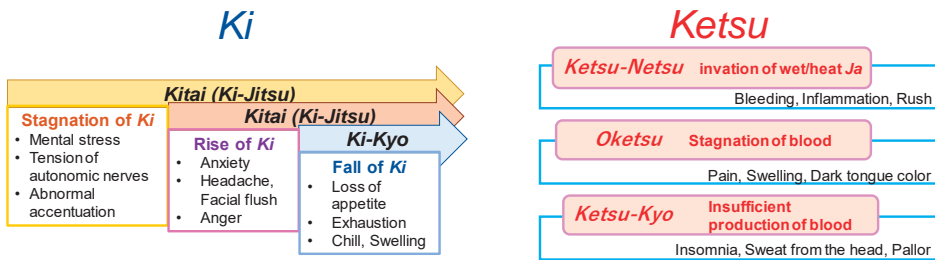 Ki
Kitai (Ki-Jitsu)
Kitai (Ki-Jitsu)
Ki-Kyo
Stagnation of Ki
• Mental stress
• Tension of
autonomic nerves
• Abnormal
accentuation
Rise of Ki
• Anxiety
• Headache,
Facial flush
• Anger
Fall of Ki
• Loss of
appetite
• Exhaustion
• Chill, Swelling
Ketsu
Ketsu-Netsu invation of wet/heat Ja
Bleeding, Inflammation, Rush
Oketsu Stagnation of blood
Pain, Swelling, Dark tongue color
Ketsu-Kyo Insufficient
production of blood
Insomnia, Sweat from the head, Pallor